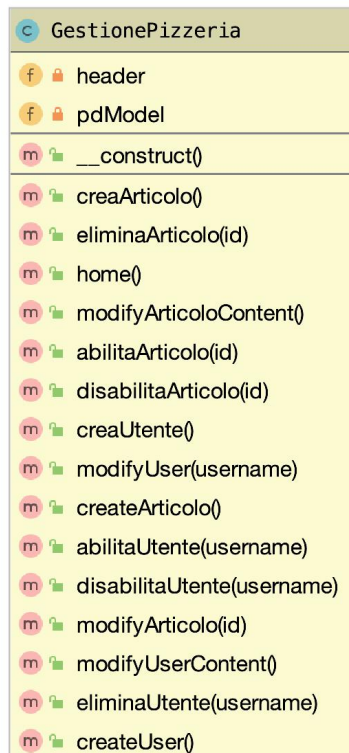 C GestionePizzeria
f header
f pdModel
m __construct()
m creaArticolo()
m eliminaArticolo(id)
m home()
m modifyArticoloContent()
m abilitaArticolo(id)
m disabilitaArticolo(id)
m creaUtente()
m modifyUser(username)
m createArticolo()
m abilitaUtente(username)
m disabilitaUtente(username)
m modifyArticolo(id)
m modifyUserContent()
m eliminaUtente(username)
m createUser()